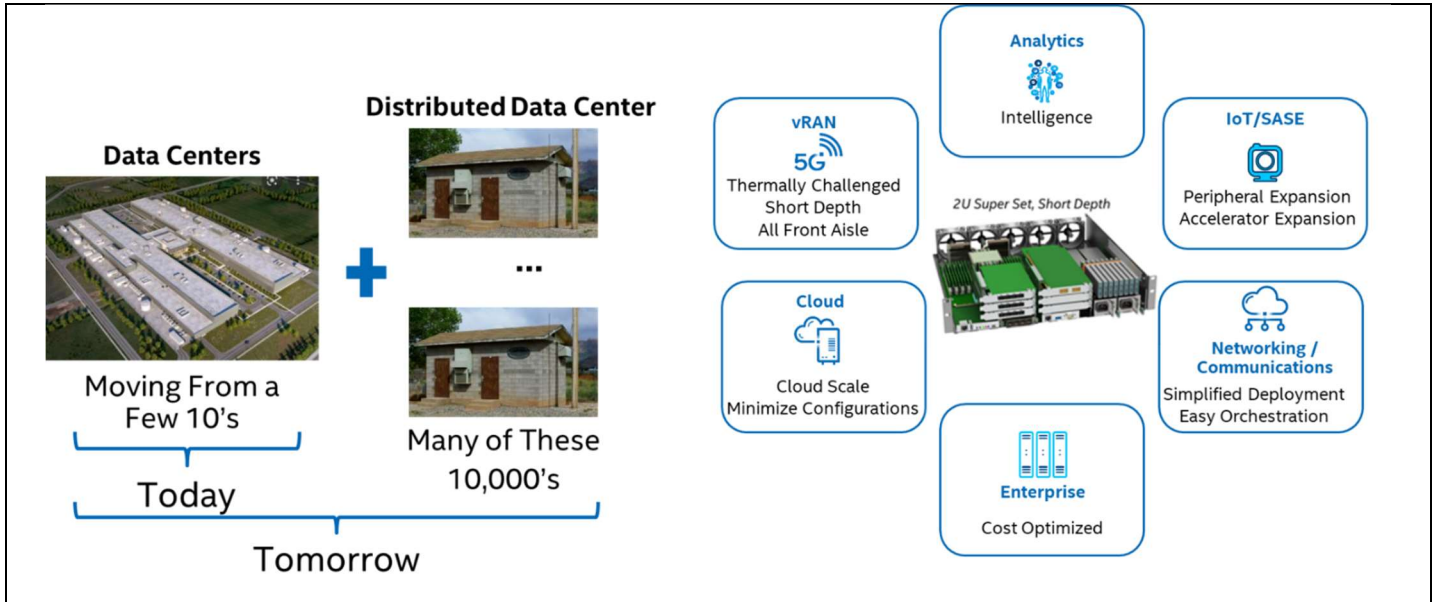 Data Centers
Moving From a
Few 10's
Today
Distributed Data Center
...
Many of These
10,000's
Tomorrow
Analytics
Intelligence
vRAN
5G
Thermally Challenged
Short Depth
All Front Aisle
IoT/SASE
Peripheral Expansion
Accelerator Expansion
2U Super Set, Short Depth
Cloud
Cloud Scale
Minimize Configurations
Networking /
Communications
Simplified Deployment
Easy Orchestration
Enterprise
Cost Optimized